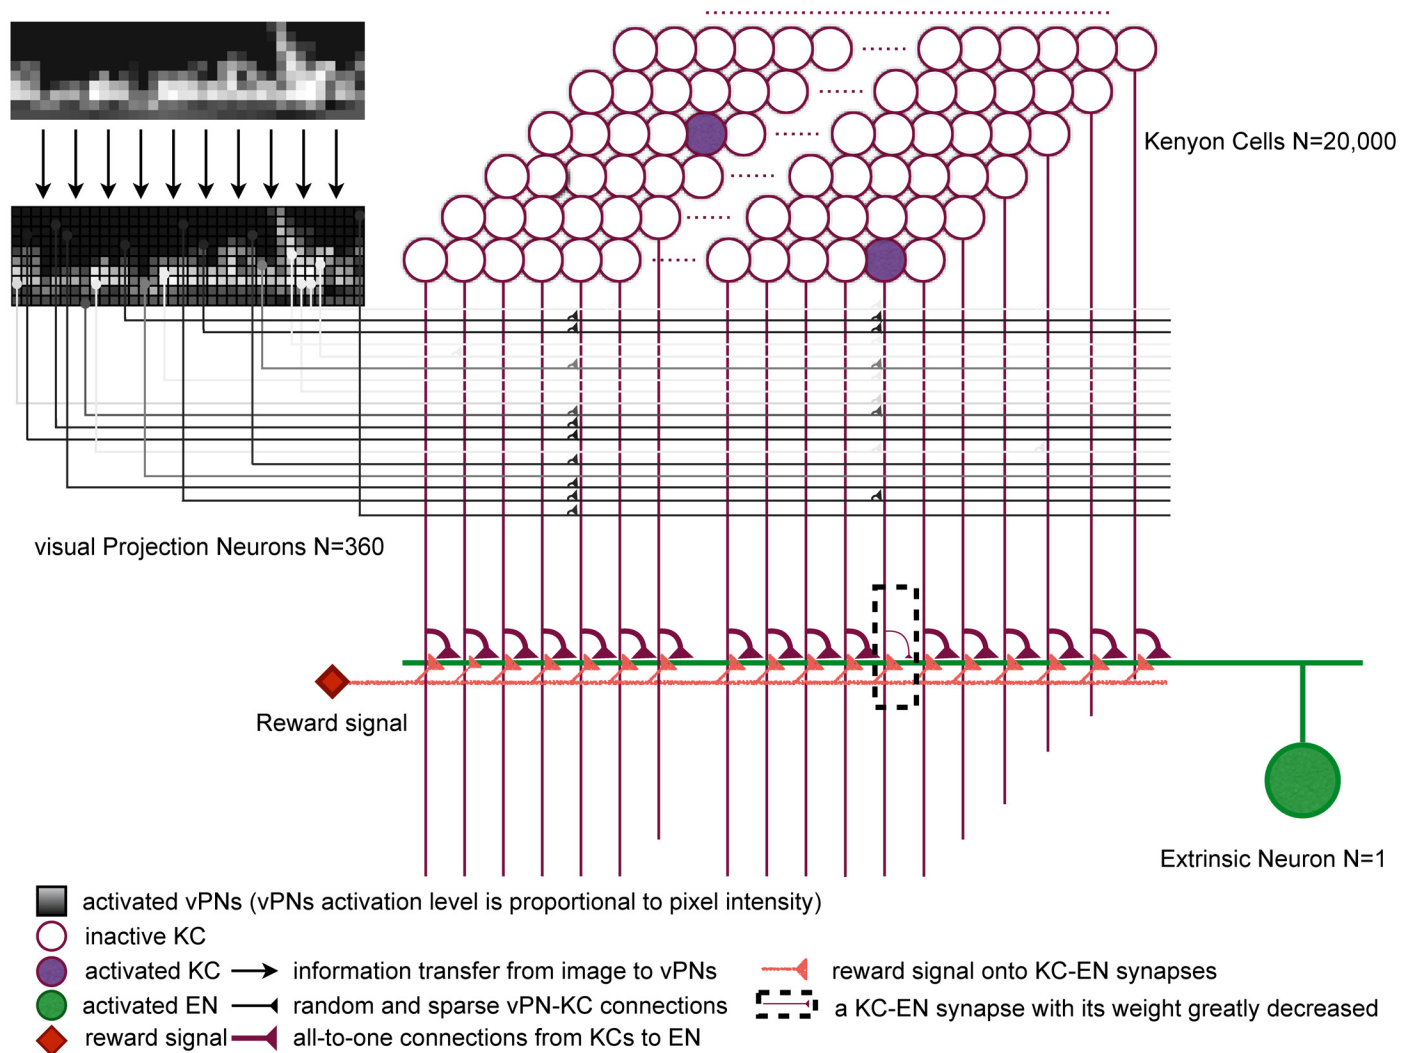 Kenyon Cells N=20,000
visual Projection Neurons N=360
Reward signal
Extrinsic Neuron N=1
activated vPNs (vPNs activation level is proportional to pixel intensity)
inactive KC
activated KC
information transfer from image to vPNs
reward signal onto KC-EN synapses
activated EN
random and sparse vPN-KC connections
a KC-EN synapse with its weight greatly decreased
reward signal
all-to-one connections from KCs to EN